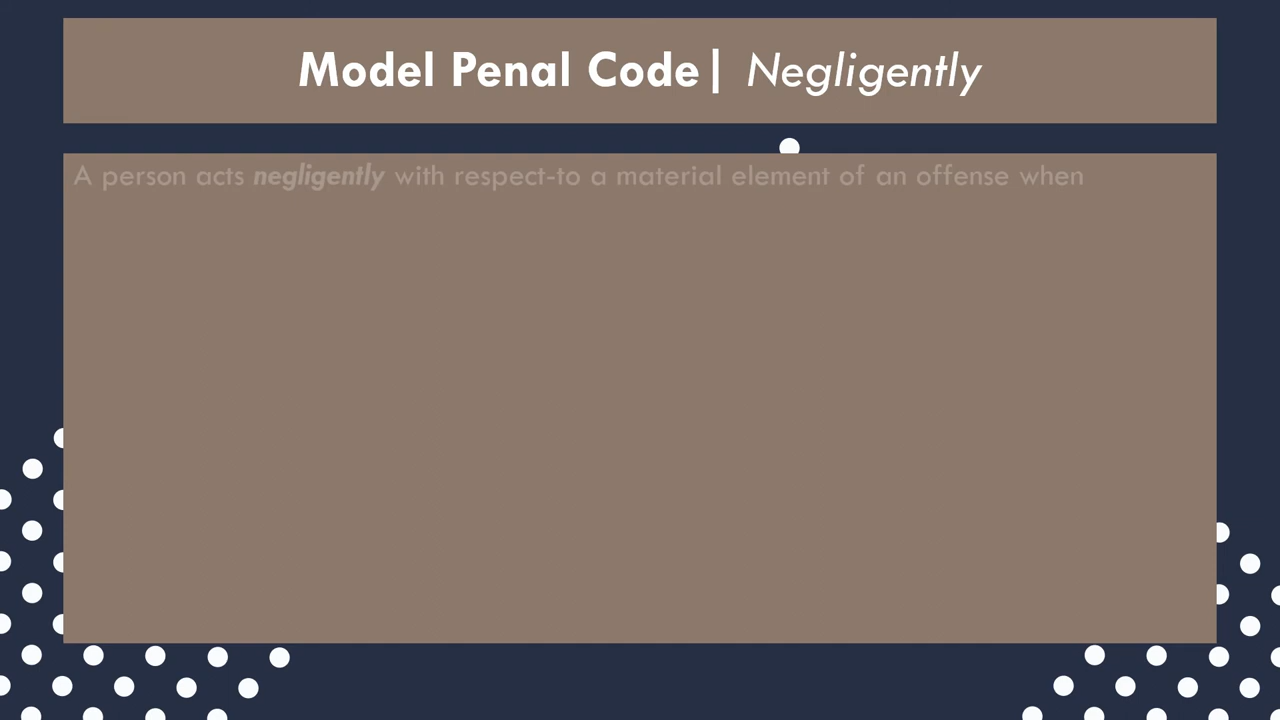 Model Penal Code| Negligently
A person acts negligently with respect-to a material element of an offense when